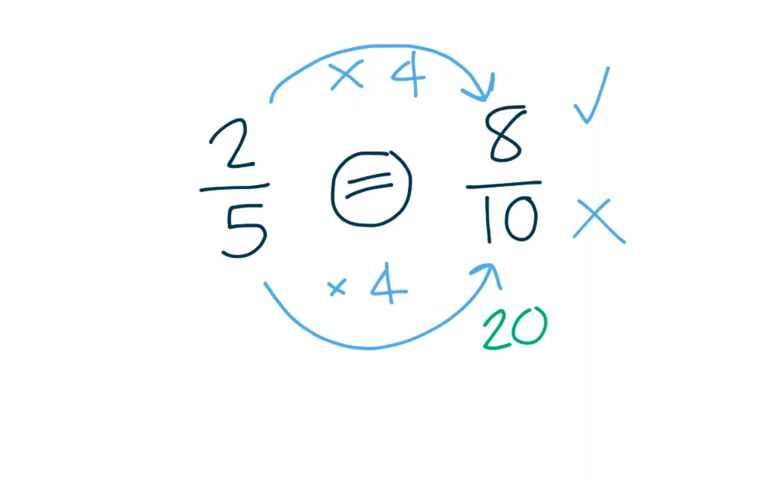 × 4
2/5 = 8/10 ✓ ×
× 4
20